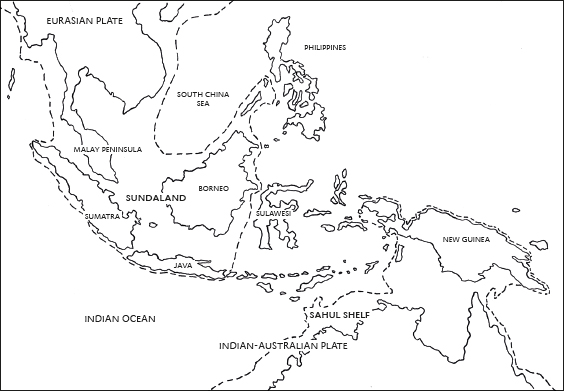 EURASIAN PLATE
PHILIPPINES
SOUTH CHINA
SEA
MALAY PENINSULA
SUNDALAND
BORNEO
SUMATRA
SULAWESI
NEW GUINEA
JAVA
INDIAN OCEAN
SAHUL SHELF
INDIAN-AUSTRALIAN PLATE